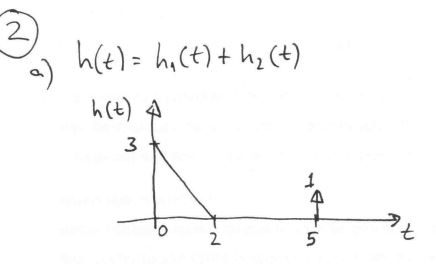 2
a) h(t) = h₁(t) + h₂(t)
h(t)
3
1
0 2 5 t